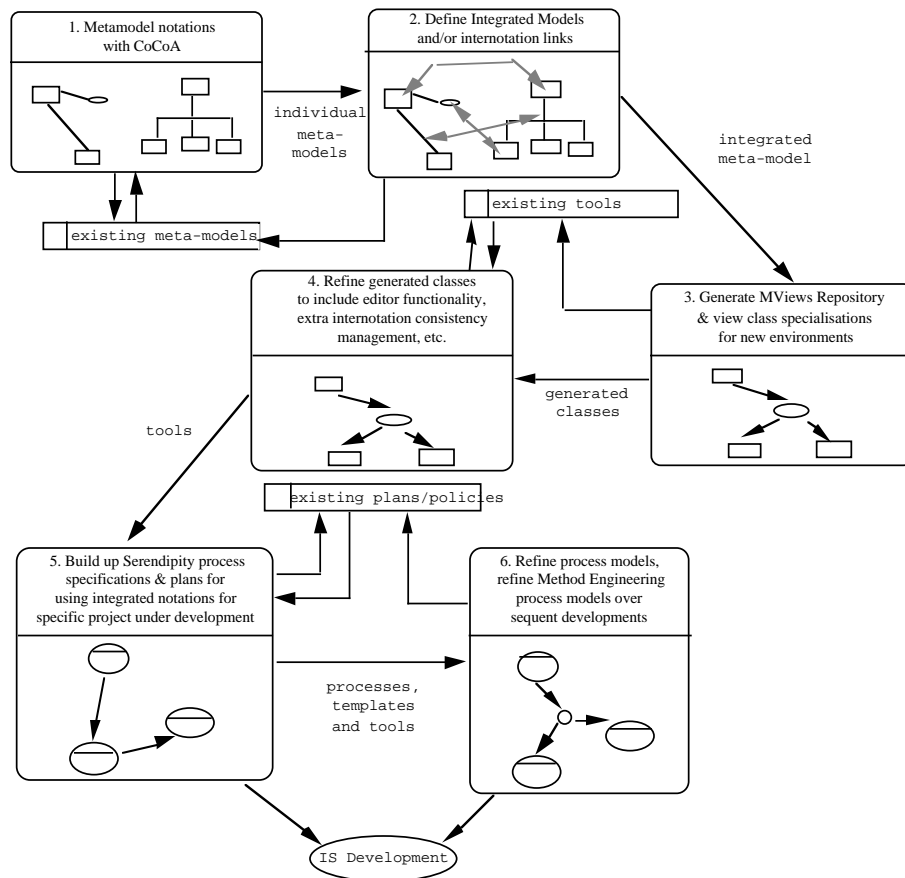 1. Metamodel notations
with CoCoA
2. Define Integrated Models
and/or internotation links
individual
meta-
models
integrated
meta-model
existing tools
existing meta-models
4. Refine generated classes
to include editor functionality,
extra internotation consistency
management, etc.
3. Generate MViews Repository
& view class specialisations
for new environments
generated
classes
tools
existing plans/policies
5. Build up Serendipity process
specifications & plans for
using integrated notations for
specific project under development
6. Refine process models,
refine Method Engineering
process models over
sequent developments
processes,
templates
and tools
IS Development